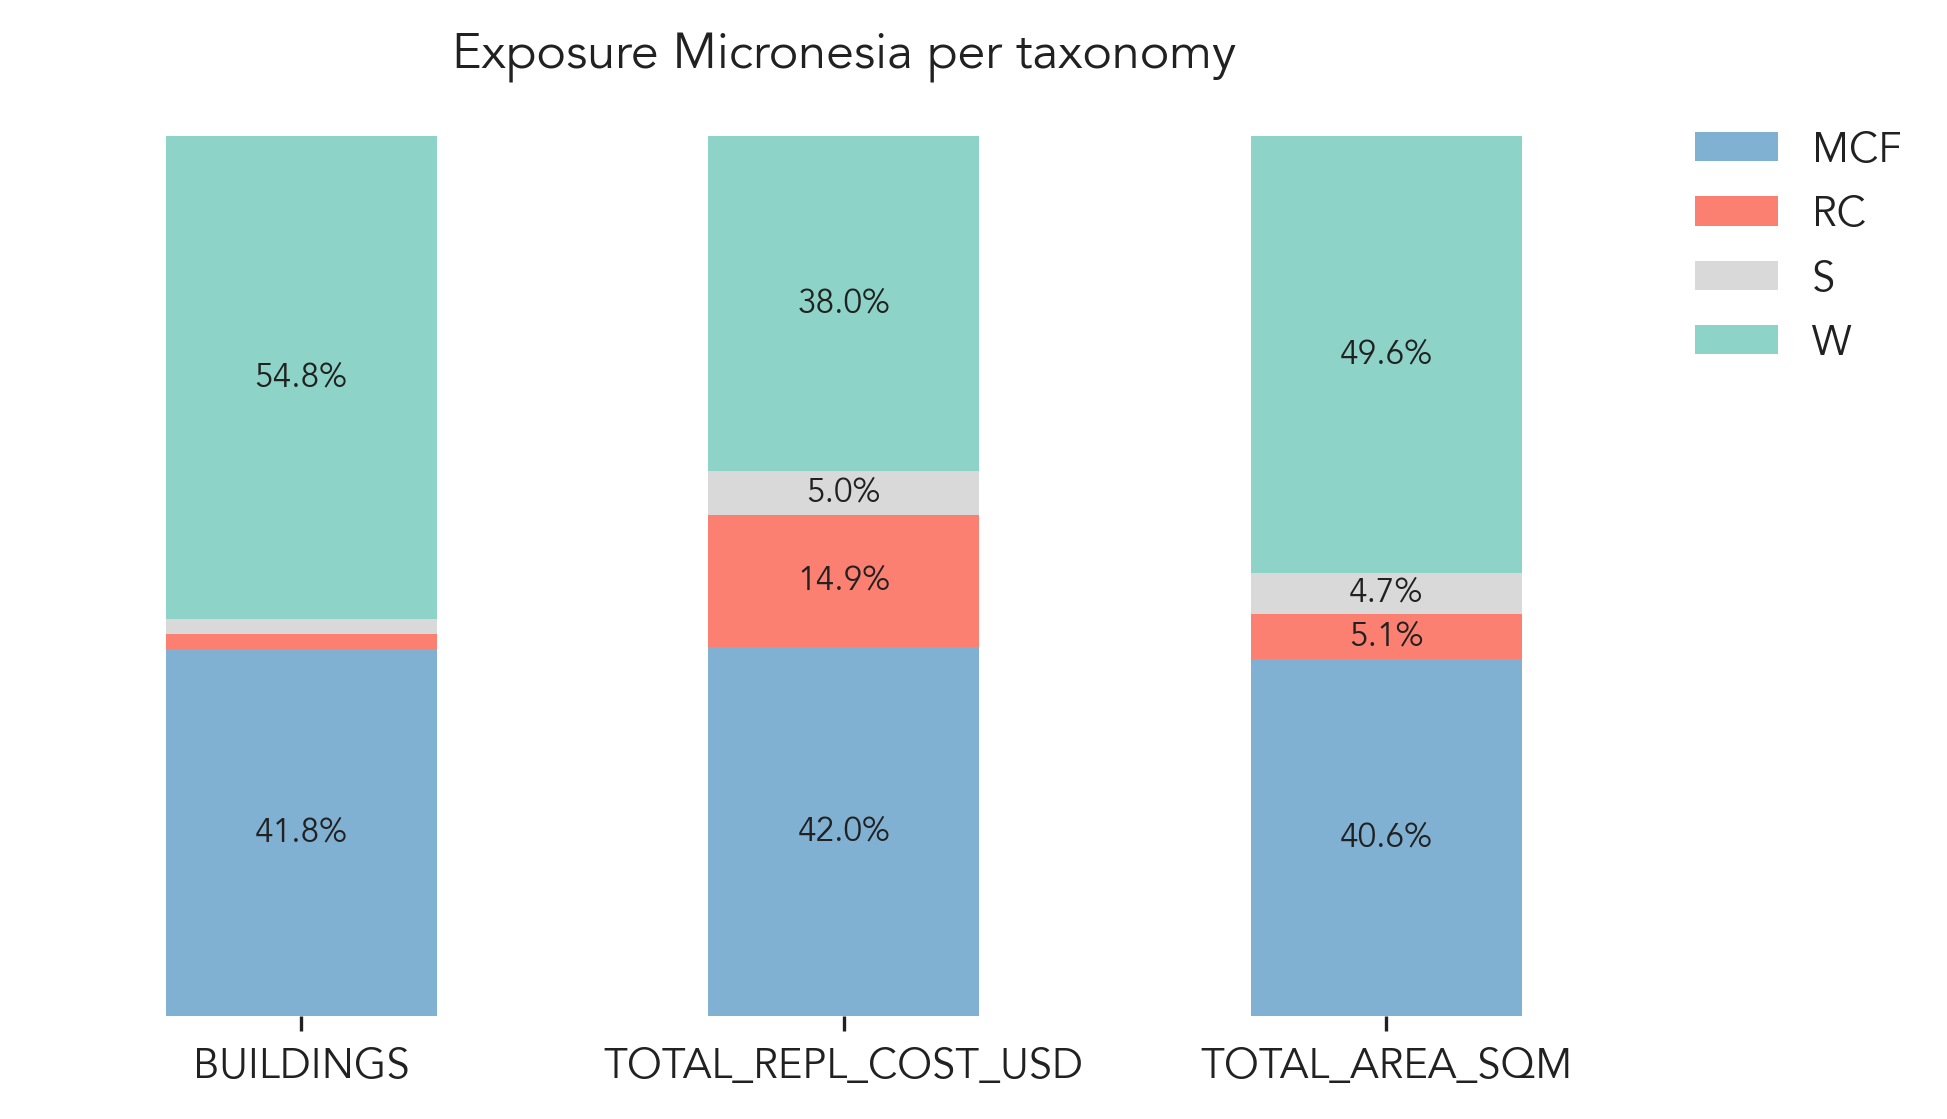 Exposure Micronesia per taxonomy
MCF
RC
S
W
54.8%
41.8%
38.0%
5.0%
14.9%
42.0%
49.6%
4.7%
5.1%
40.6%
BUILDINGS
TOTAL_REPL_COST_USD
TOTAL_AREA_SQM